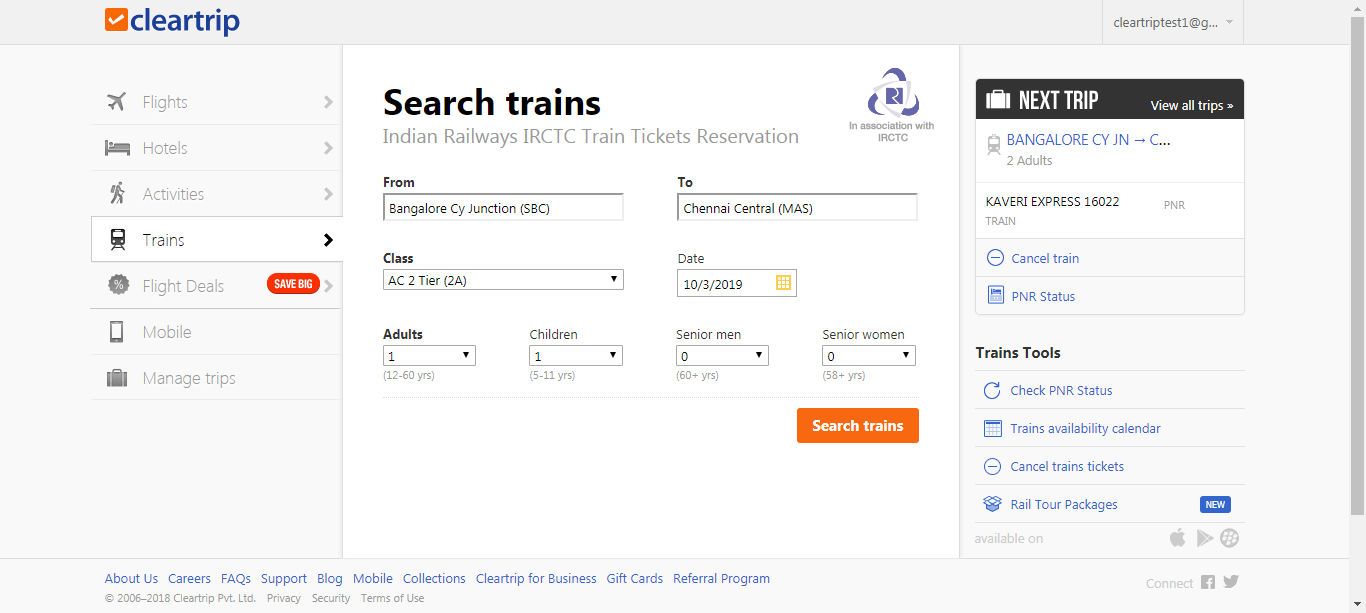 cleartrip
cleartriptest1@g...
Flights
Hotels
Activities
Trains
Flight Deals SAVE BIG
Mobile
Manage trips
Search trains
Indian Railways IRCTC Train Tickets Reservation
In association with
IRCTC
From To
Bangalore Cy Junction (SBC) Chennai Central (MAS)
Class Date
AC 2 Tier (2A) 10/3/2019
Adults Children Senior men Senior women
1 1 0 0
(12-60 yrs) (5-11 yrs) (60+ yrs) (58+ yrs)
Search trains
NEXT TRIP View all trips »
BANGALORE CY JN → C...
2 Adults
KAVERI EXPRESS 16022 PNR
TRAIN
Cancel train
PNR Status
Trains Tools
Check PNR Status
Trains availability calendar
Cancel trains tickets
Rail Tour Packages NEW
available on
About Us Careers FAQs Support Blog Mobile Collections Cleartrip for Business Gift Cards Referral Program
© 2006–2018 Cleartrip Pvt. Ltd. Privacy Security Terms of Use
Connect